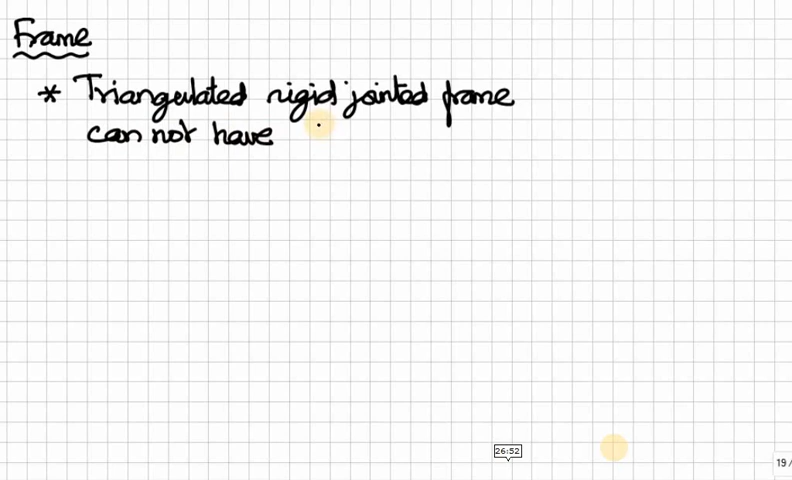 Frame
* Triangulated rigid jointed frame
can not have
26:52
19/